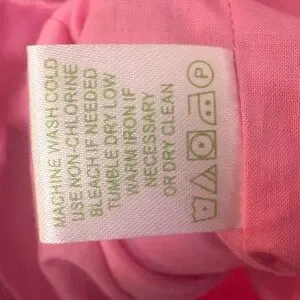 MACHINE WASH COLD
USE NON-CHLORINE
BLEACH IF NEEDED
TUMBLE DRY LOW
WARM IRON IF
NECESSARY
OR DRY CLEAN
P